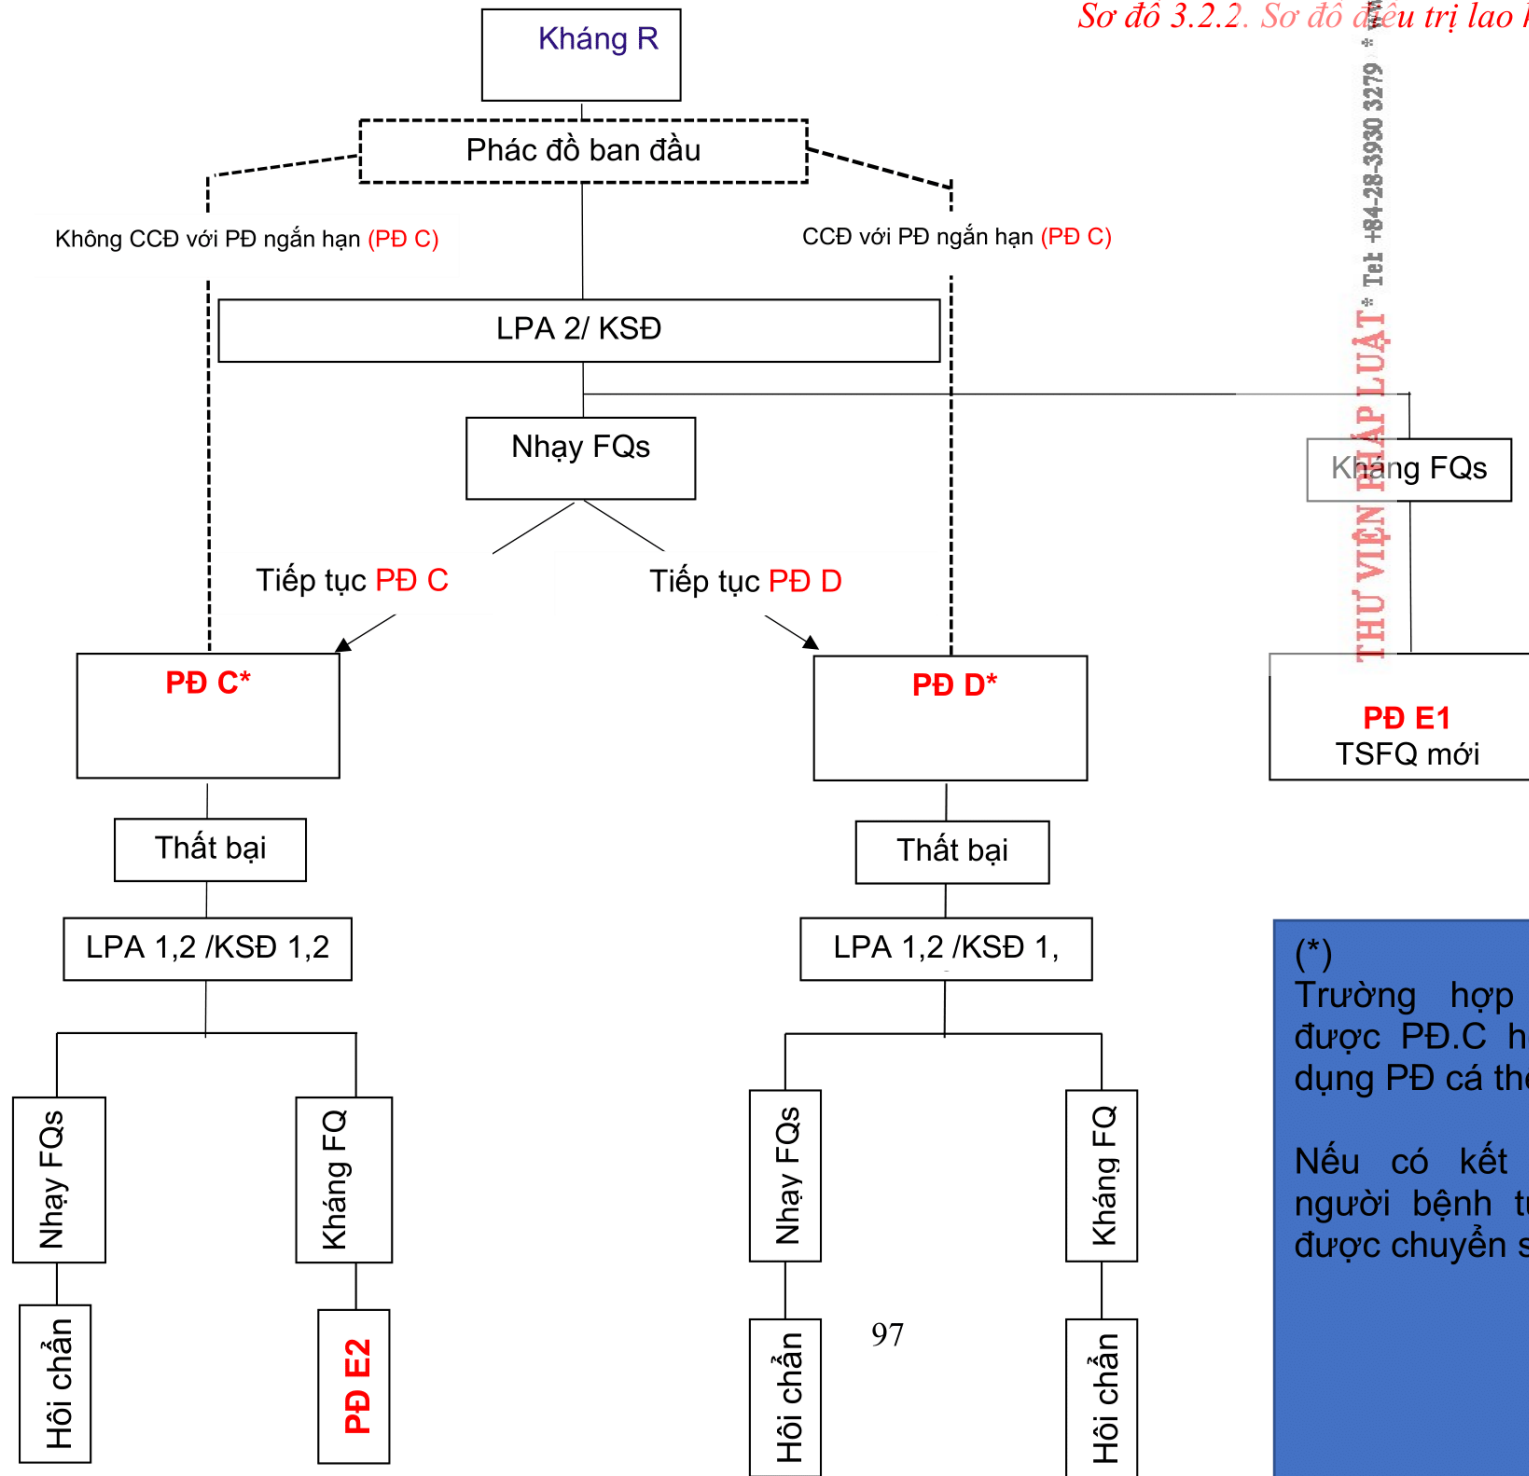 Sơ đồ 3.2.2. Sơ đồ điều trị lao
Kháng R
Phác đồ ban đầu
Không CCĐ với PĐ ngắn hạn (PĐ C)
CCĐ với PĐ ngắn hạn (PĐ C)
LPA 2/ KSĐ
Nhạy FQs
Kháng FQs
Tiếp tục PĐ C
Tiếp tục PĐ D
PĐ C*
PĐ D*
PĐ E1
TSFQ mới
Thất bại
Thất bại
LPA 1,2 /KSĐ 1,2
LPA 1,2 /KSĐ 1,
Nhạy FQs
Kháng FQ
Nhạy FQs
Kháng FQ
Hôi chẩn
PĐ E2
Hôi chẩn
Hôi chẩn
(*)
Trường hợp
được PĐ.C
dụng PĐ cá
Nếu có kết
người bệnh
được chuyển
97
THƯ VIỆN PHÁP LUẬT * Tel: +84-28-3930 3279 *